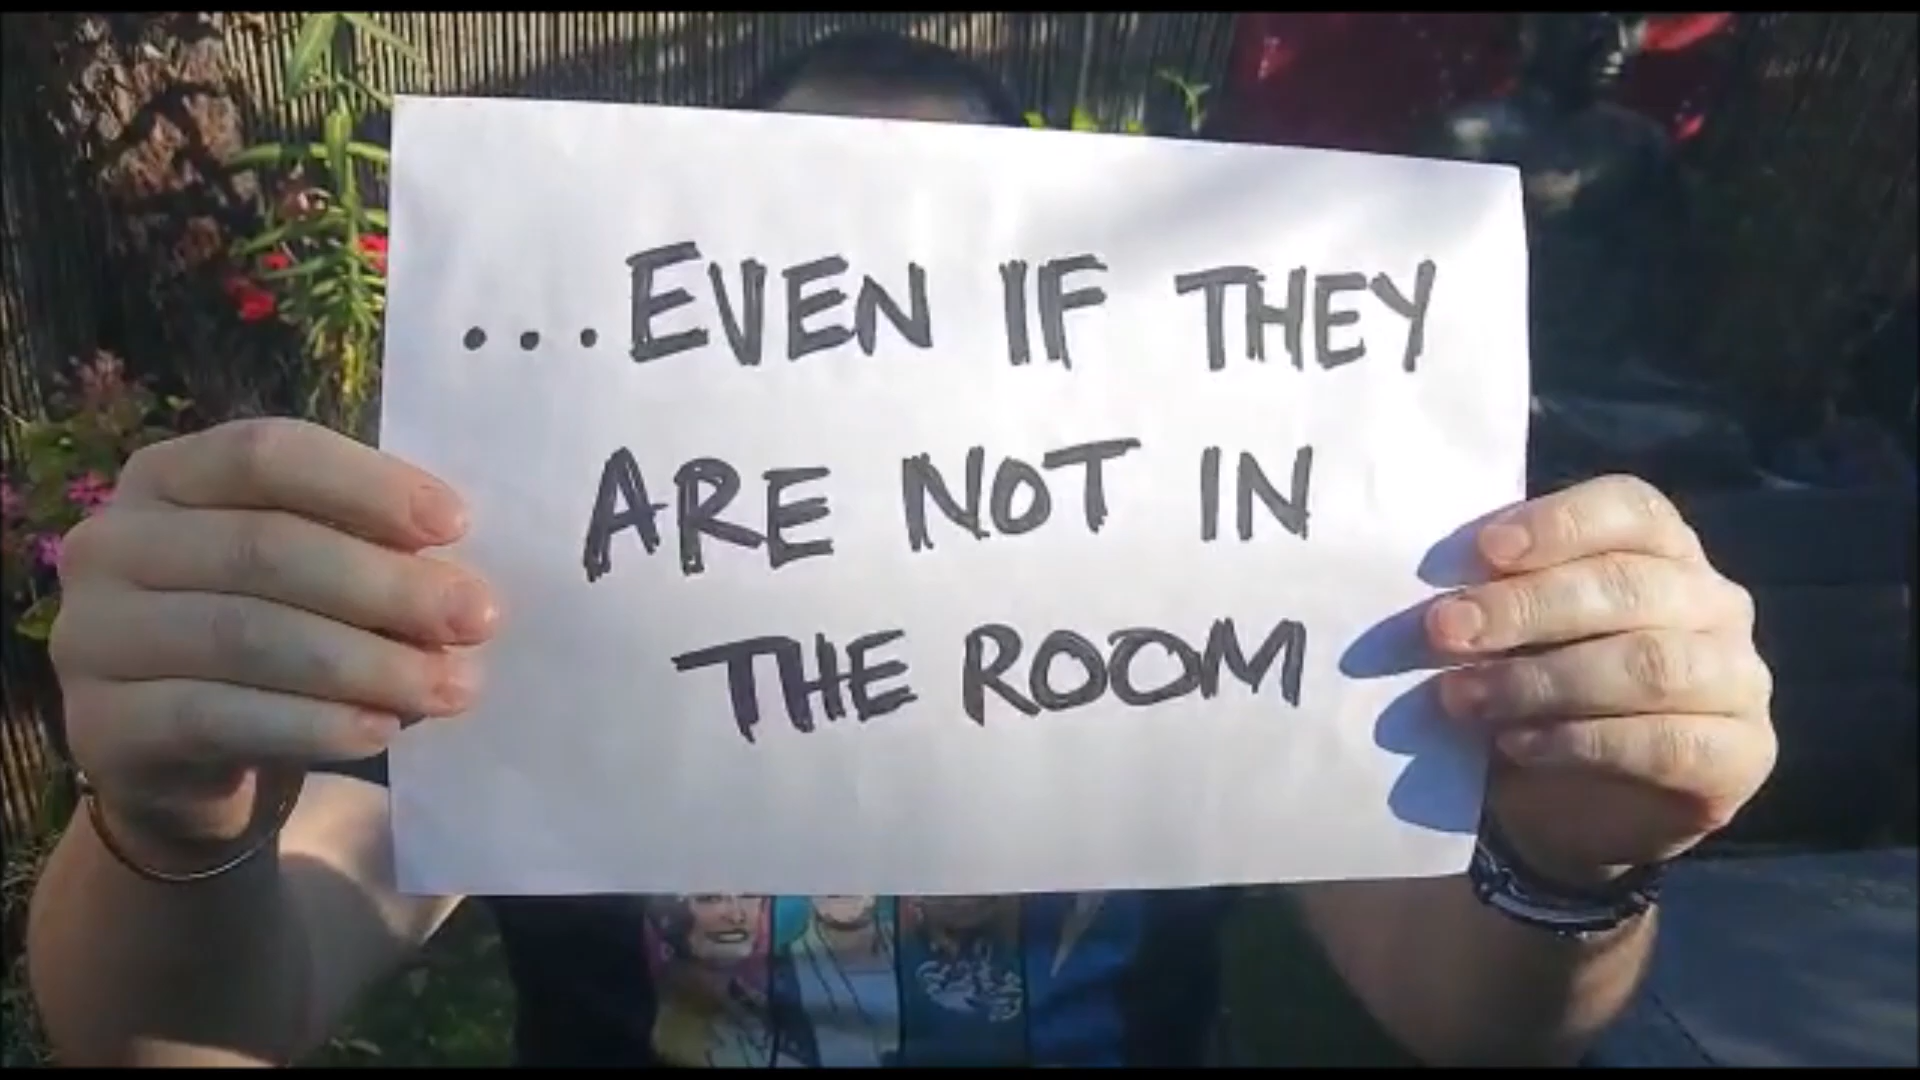 ...EVEN IF THEY
ARE NOT IN
THE ROOM